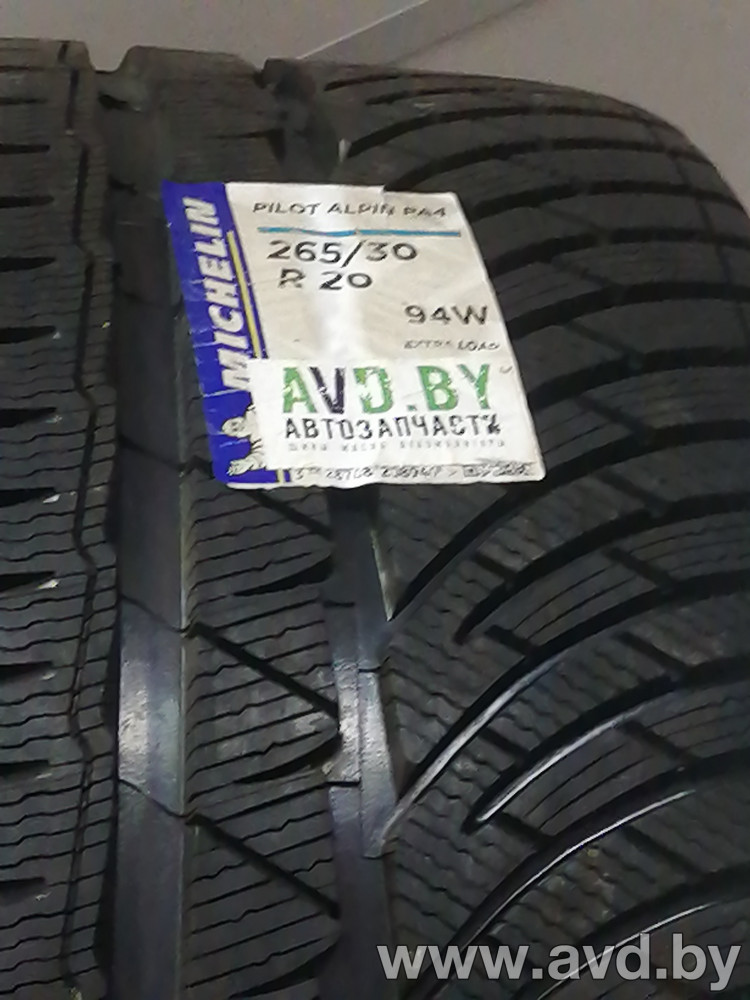 MICHELIN
PILOT ALPIN PA4
265/30
R 20
94W
EXTRA LOAD
AVD.BY
АВТОЗАПЧАСТИ
www.avd.by